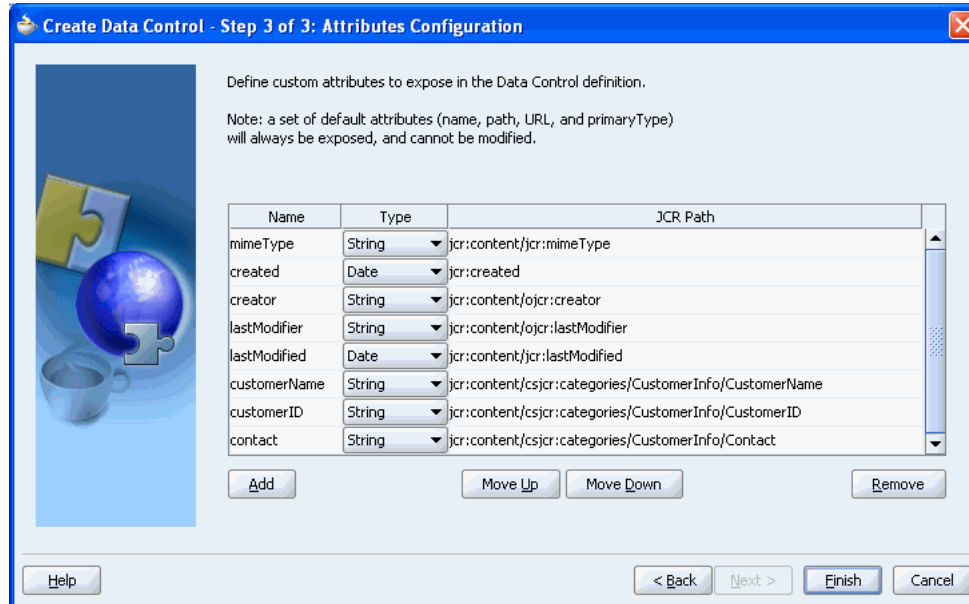 Create Data Control - Step 3 of 3: Attributes Configuration
Define custom attributes to expose in the Data Control definition.
Note: a set of default attributes (name, path, URL, and primaryType)
will always be exposed, and cannot be modified.
Name Type JCR Path
mimeType String jcr:content/jcr:mimeType
created Date jcr:created
creator String jcr:content/ojcr:creator
lastModifier String jcr:content/ojcr:lastModifier
lastModified Date jcr:content/jcr:lastModified
customerName String jcr:content/csjcr:categories/CustomerInfo/CustomerName
customerID String jcr:content/csjcr:categories/CustomerInfo/CustomerID
contact String jcr:content/csjcr:categories/CustomerInfo/Contact
Add Move Up Move Down Remove
Help < Back Next > Finish Cancel